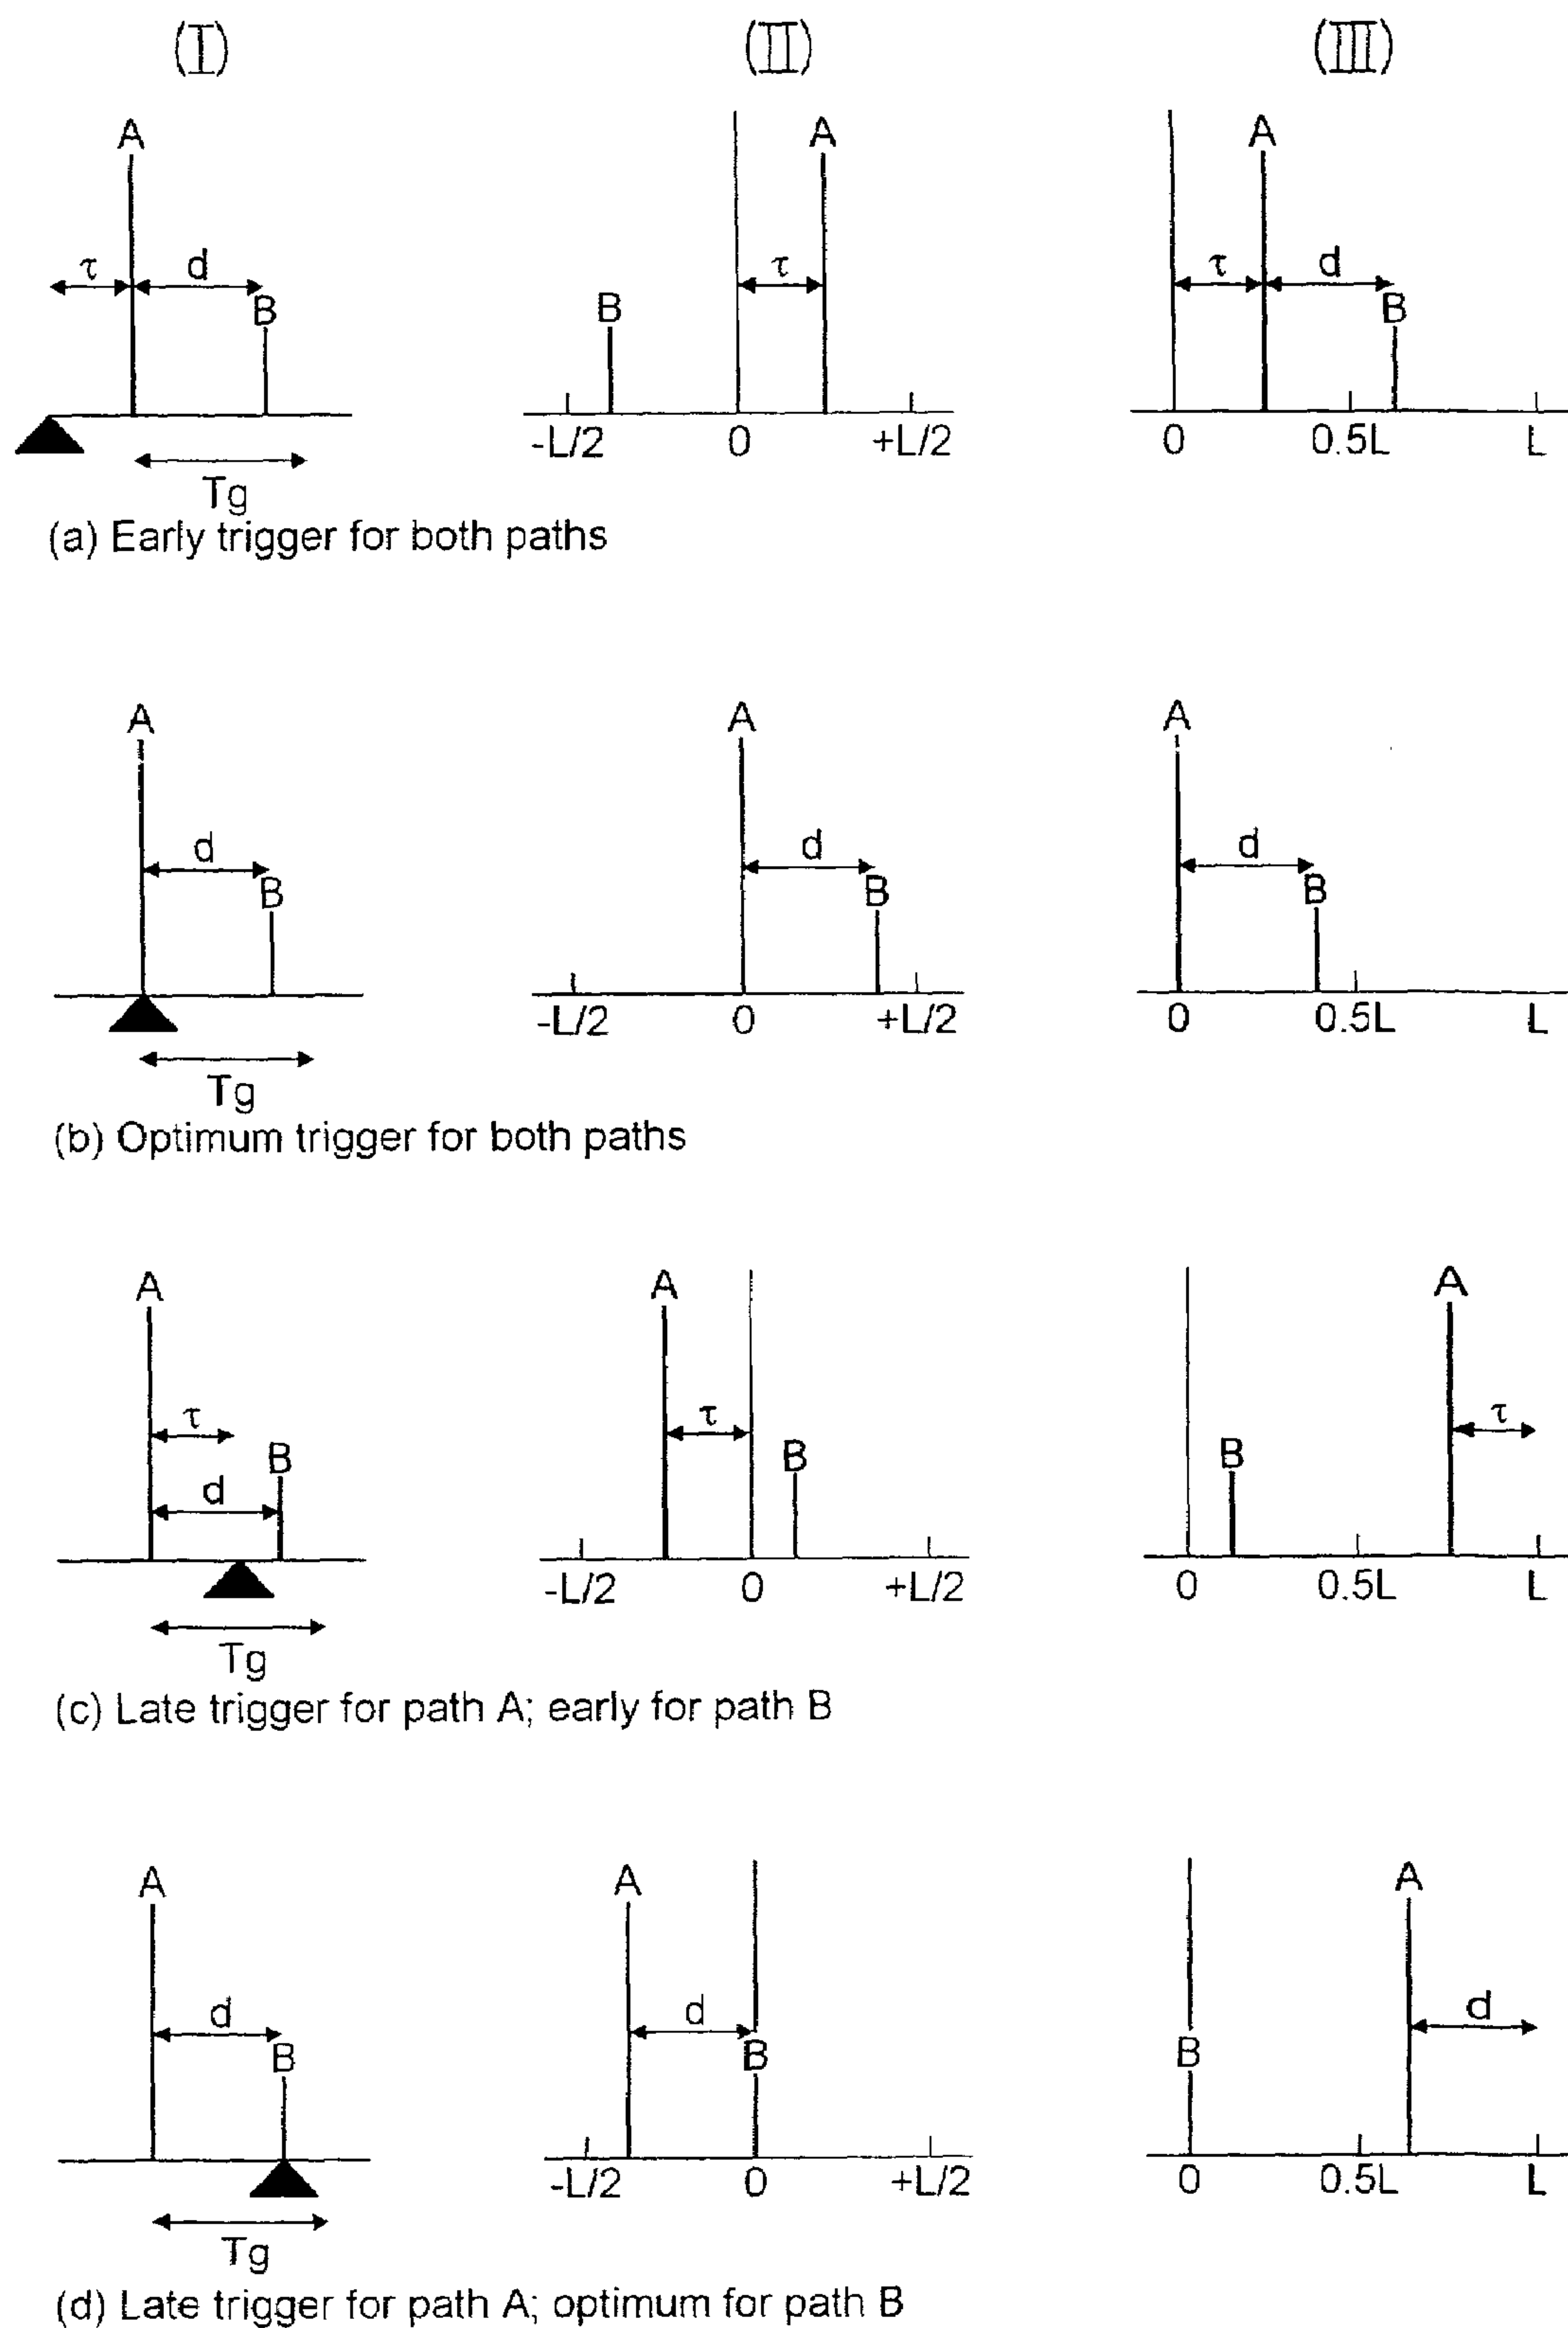 (I) (II) (III)
A A A
τ d τ τ d
B B B
-L/2 0 +L/2 0 0.5L L
Tg
(a) Early trigger for both paths
A A A
d d d
B B B
-L/2 0 +L/2 0 0.5L L
Tg
(b) Optimum trigger for both paths
A A A
τ τ τ
B B B
d
-L/2 0 +L/2 0 0.5L L
Tg
(c) Late trigger for path A; early for path B
A A A
d d d
B B B
-L/2 0 +L/2 0 0.5L L
Tg
(d) Late trigger for path A; optimum for path B